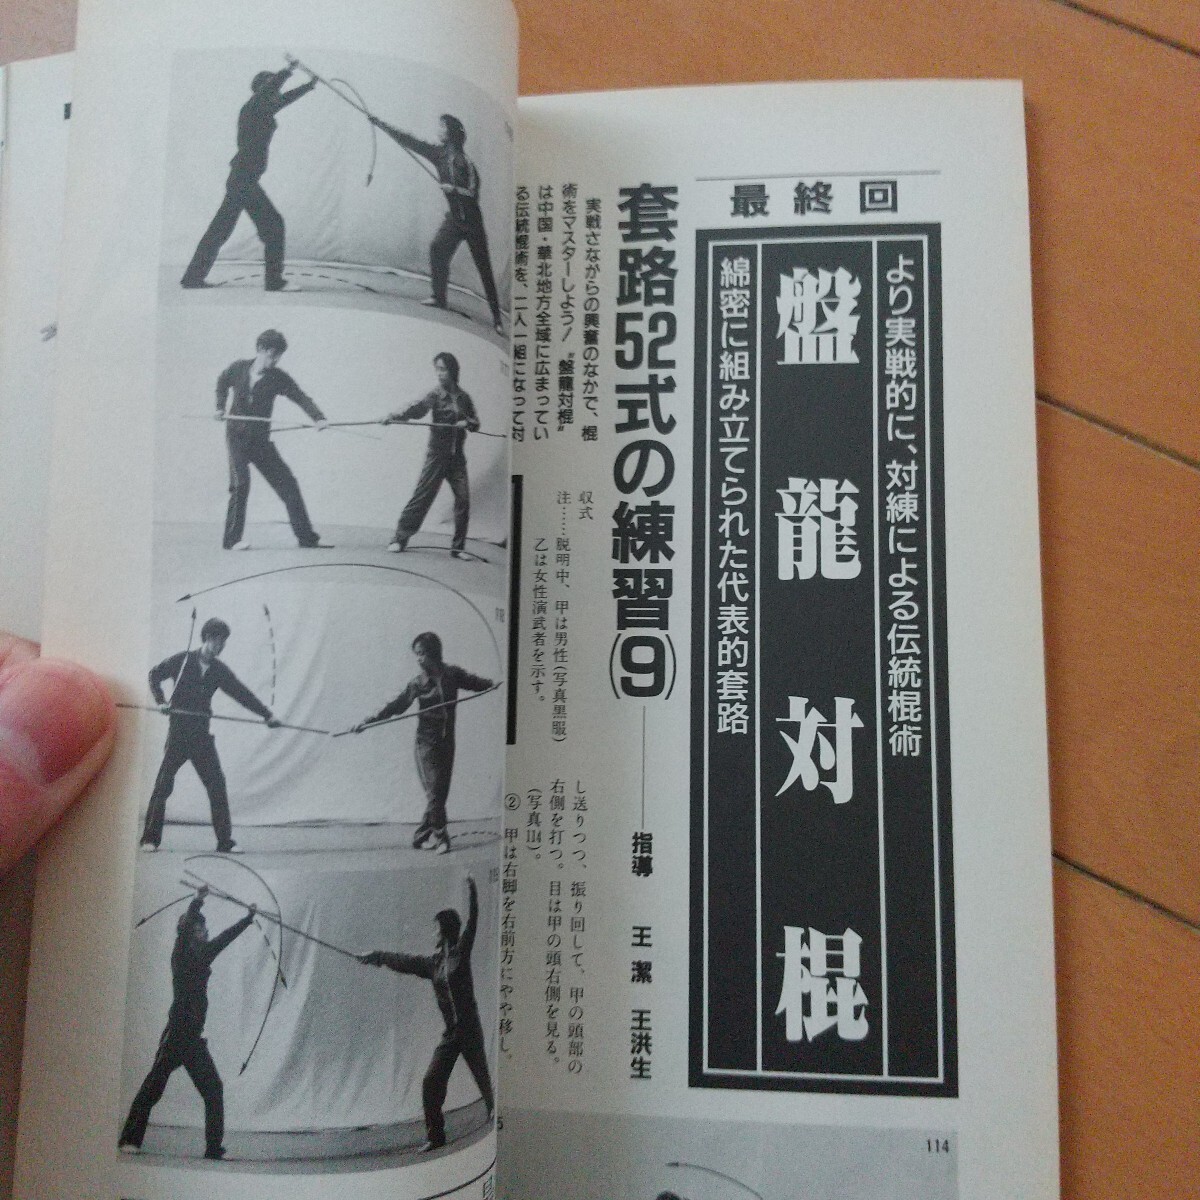 最終回
より実戦的に、対練による伝統棍術
盤龍対棍
綿密に組み立てられた代表的套路
套路52式の練習(9)
指導 王潔 王洪生
実戦さながらの興奮のなかで、棍
術をマスターしよう！“盤龍対棍”
は中国・華北地方全域に広まってい
る伝統棍術を、二人一組になって対
収式
注……説明中、甲は男性(写真黒服)
乙は女性演武者を示す。
し送りつつ、振り回して、甲の頭部の
右側を打つ。目は甲の頭右側を見る。
(写真114)。
② 甲は右脚を右前方にやや移し、
114